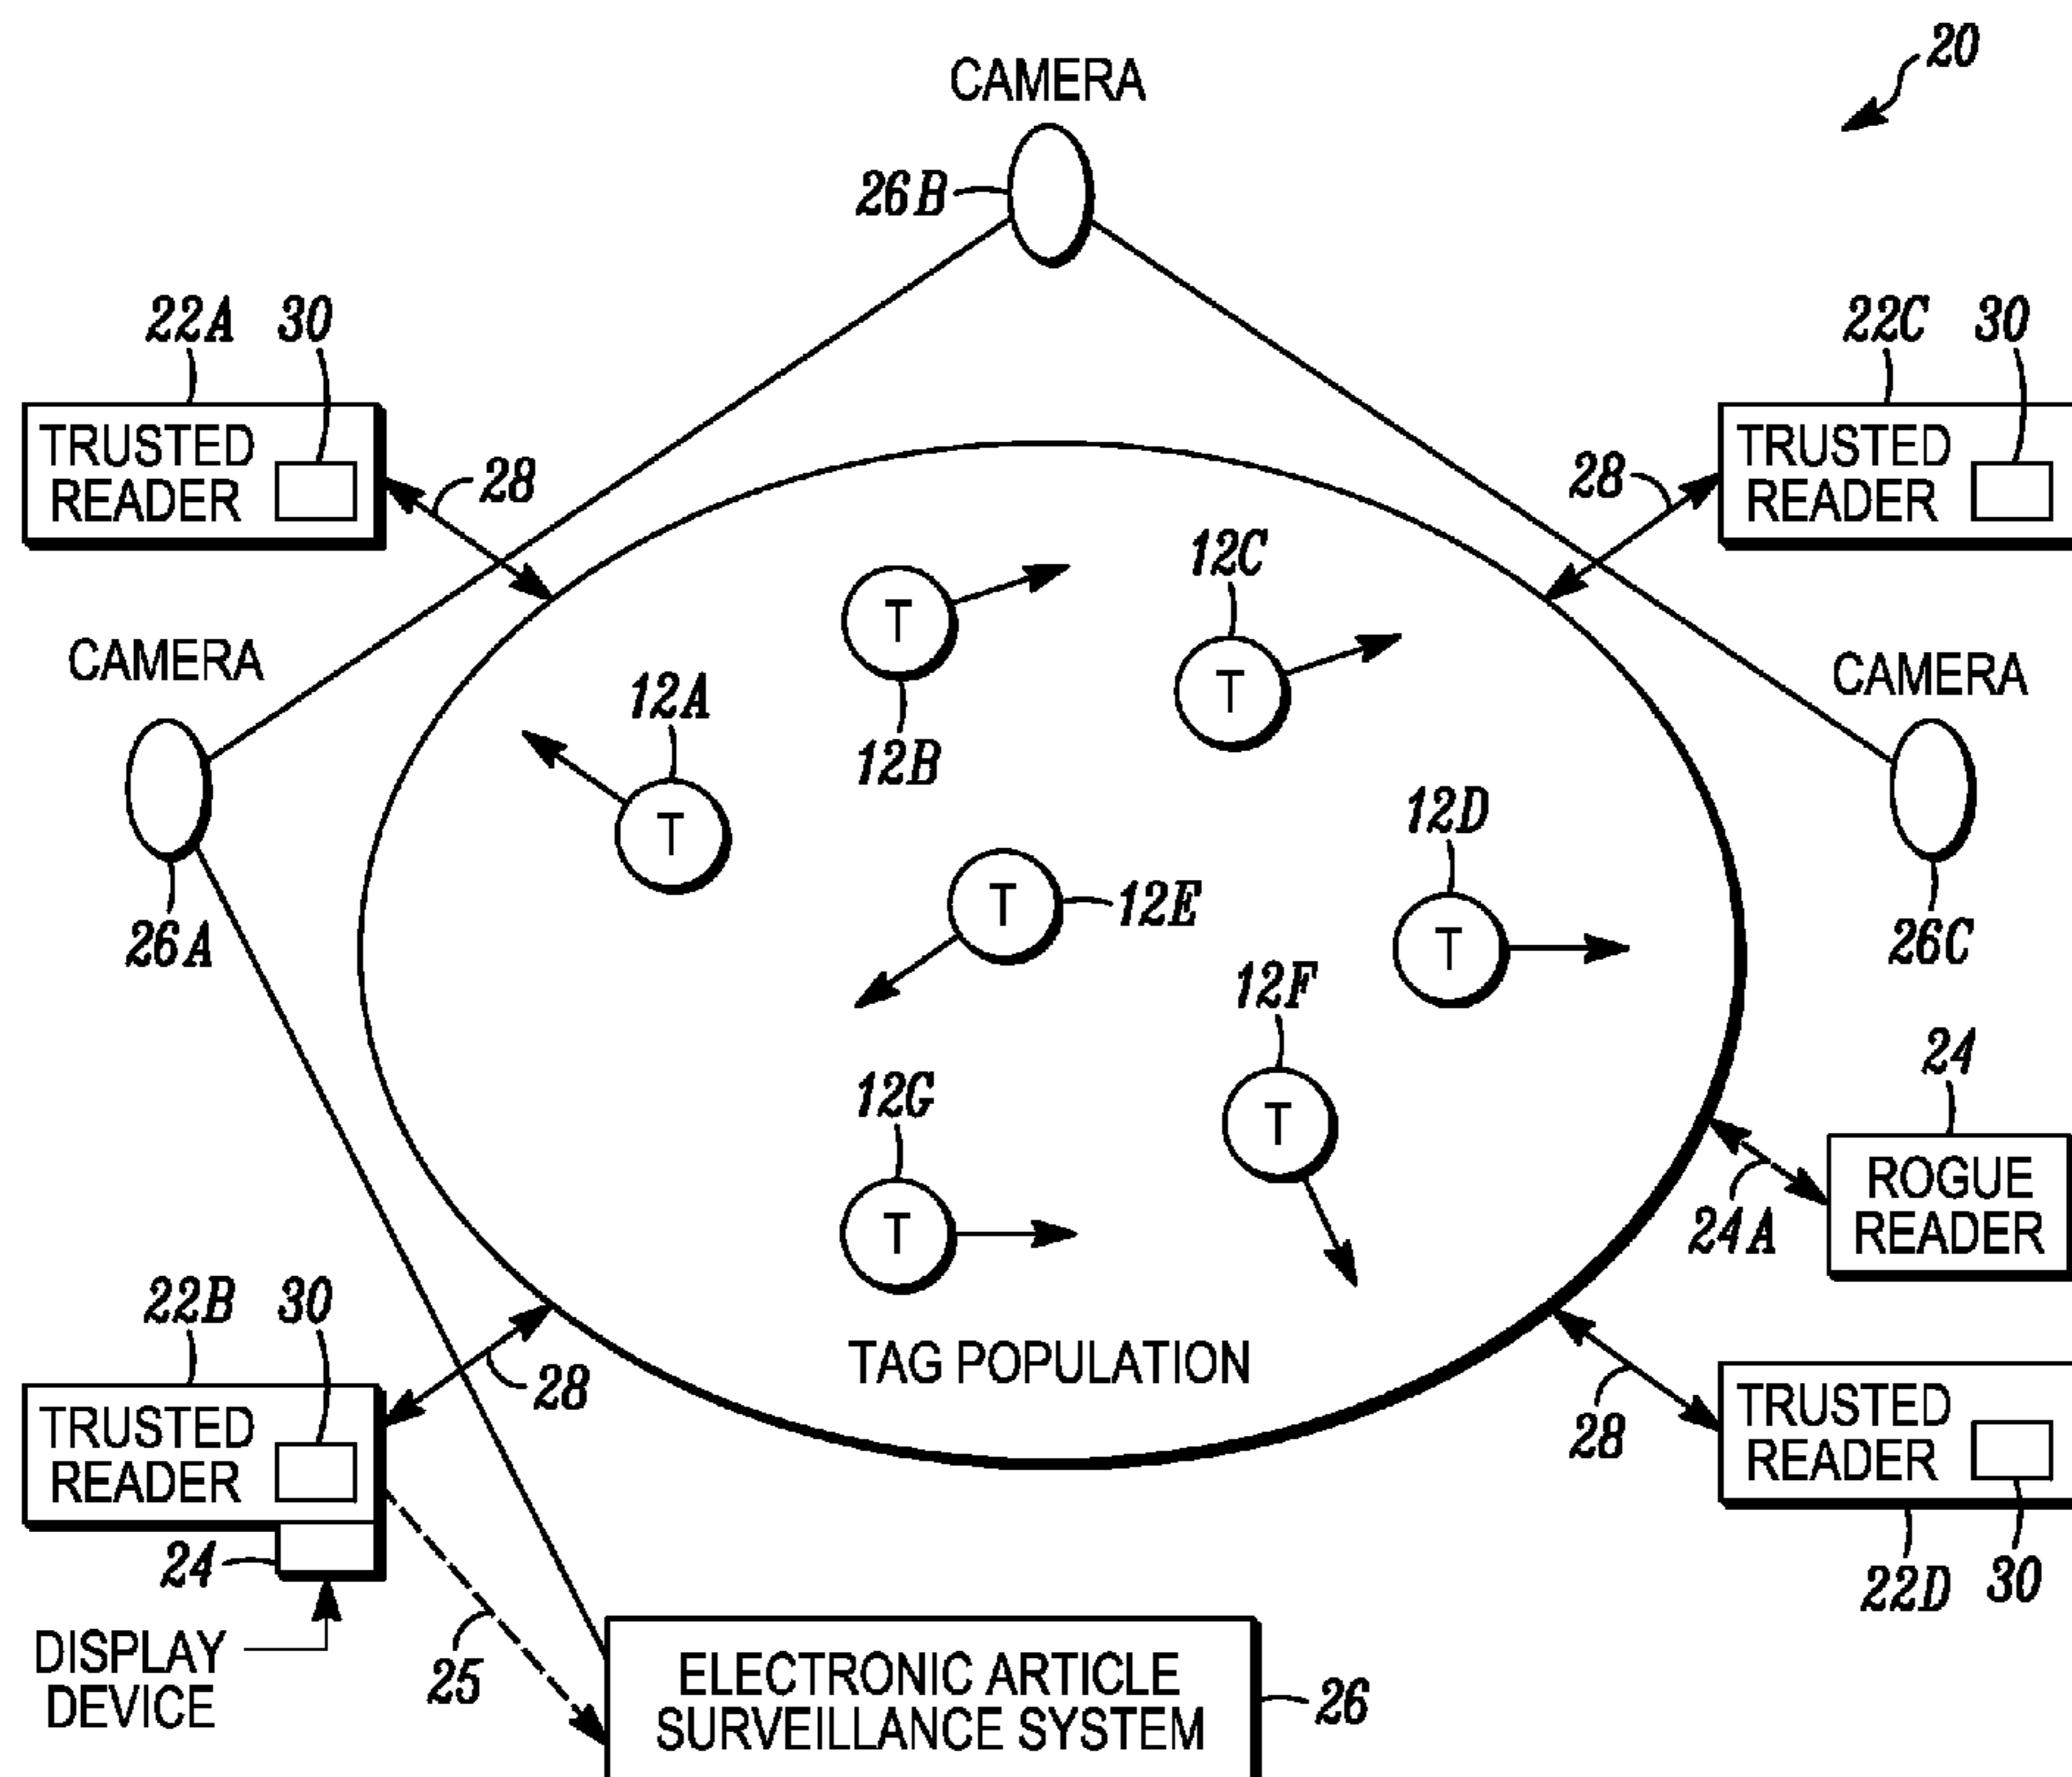 20
CAMERA
26B
22A
30
22C
30
TRUSTED
READER
28
28
TRUSTED
READER
12C
T
12B
T
CAMERA
12A
T
CAMERA
12D
26A
T
12E
T
26C
12F
T
24
12G
T
ROGUE
READER
24A
22B
30
TAG POPULATION
28
TRUSTED
READER
28
TRUSTED
READER
24
22D
30
DISPLAY
DEVICE
25
ELECTRONIC ARTICLE
SURVEILLANCE SYSTEM
26